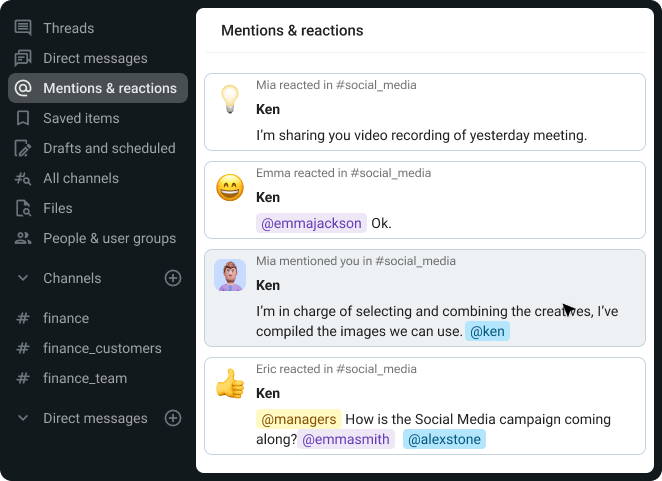 Threads
Direct messages
Mentions & reactions
Saved items
Drafts and scheduled
All channels
Files
People & user groups
Channels
# finance
# finance_customers
# finance_team
Direct messages
Mentions & reactions
Mia reacted in #social_media
Ken
I’m sharing you video recording of yesterday meeting.
Emma reacted in #social_media
Ken
@emmajackson Ok.
Mia mentioned you in #social_media
Ken
I’m in charge of selecting and combining the creatives, I’ve
compiled the images we can use. @ken
Eric reacted in #social_media
Ken
@managers How is the Social Media campaign coming
along? @emmasmith @alexstone